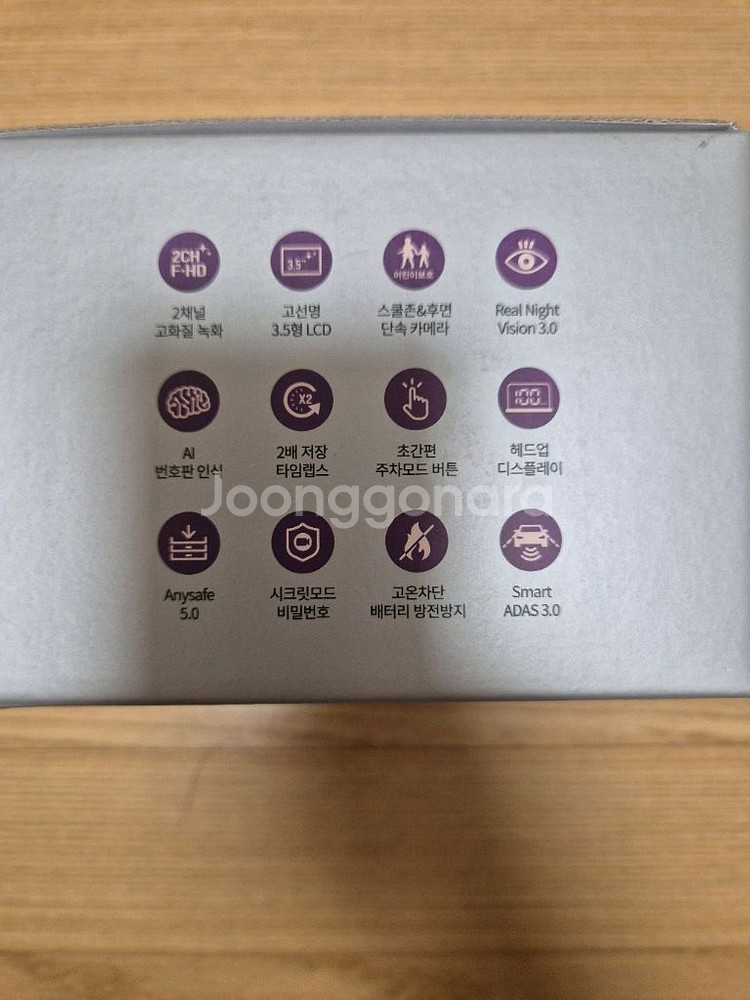 2CH
F·HD
3.5"
어린이보호
2채널
고화질 녹화
고선명
3.5형 LCD
스쿨존&후면
단속 카메라
Real Night
Vision 3.0
X2
100
AI
번호판 인식
2배 저장
타임랩스
초간편
주차모드 버튼
헤드업
디스플레이
Joonggonara
Anysafe
5.0
시크릿모드
비밀번호
고온차단
배터리 방전방지
Smart
ADAS 3.0